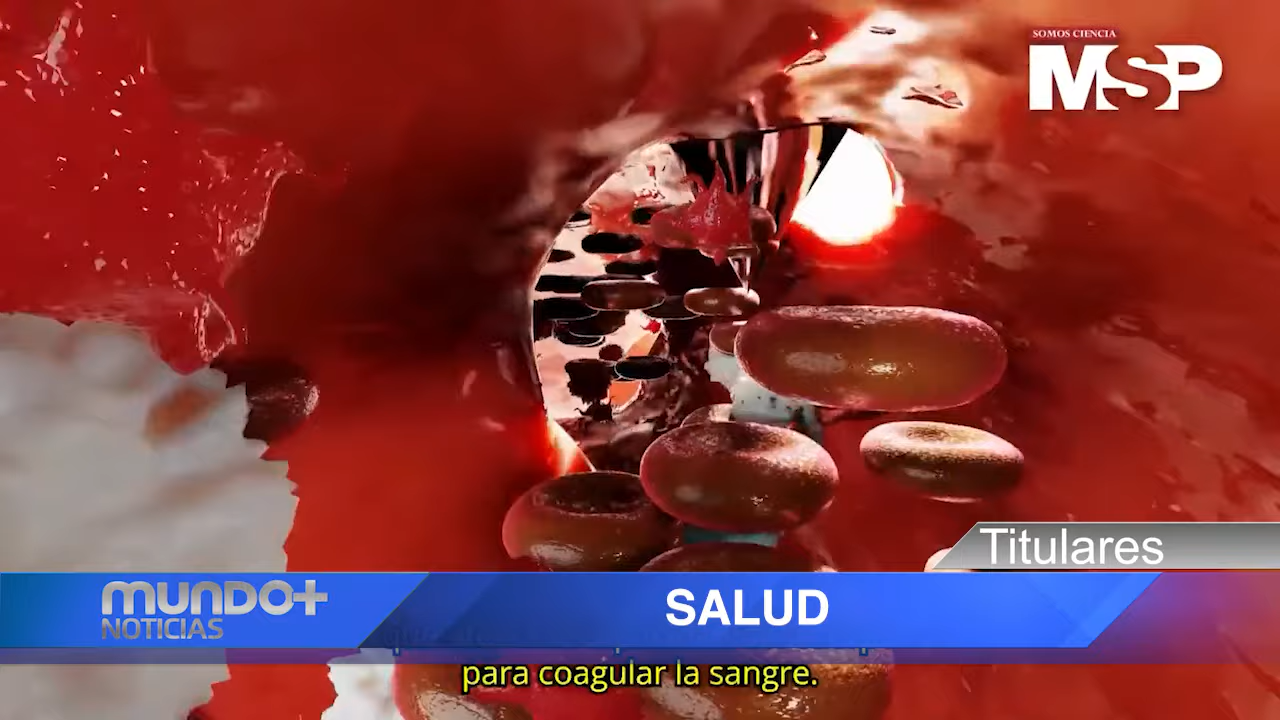 SOMOS CIENCIA
MSP
Titulares
MUNDO+
NOTICIAS
SALUD
para coagular la sangre.